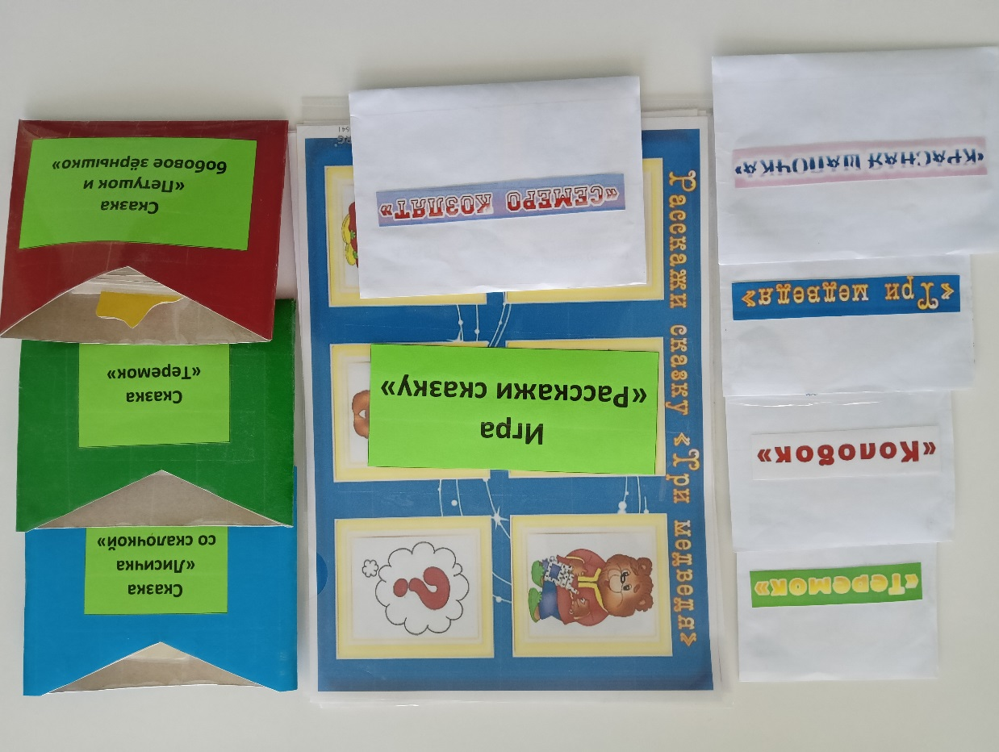 Сказка
«Петушок и
бобовое зёрнышко»
Сказка
«Теремок»
Сказка
«Лисичка
со скалочкой»
«СЕМЕРО КОЗЛЯТ»
Игра
«Расскажи сказку»
Расскажи сказку «Три медведя»
«КРАСНАЯ ШАПОЧКА»
«Три медведя»
«Колобок»
«Теремок»